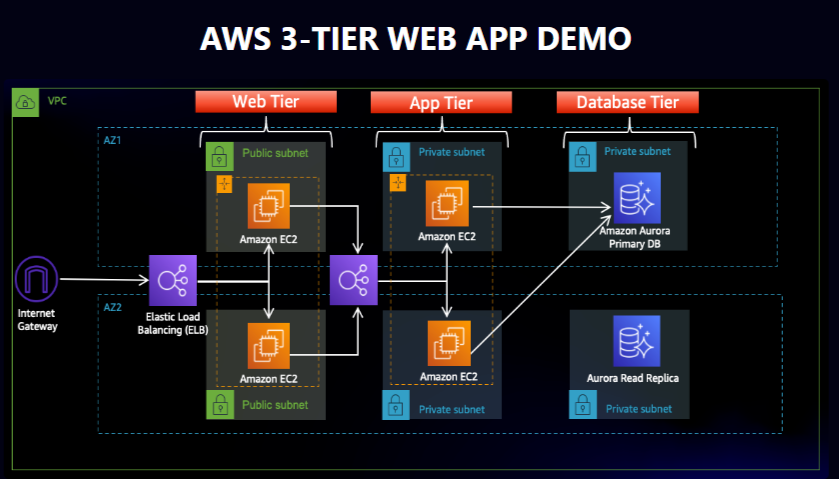 AWS 3-TIER WEB APP DEMO
VPC
Web Tier
App Tier
Database Tier
AZ1
Public subnet
Private subnet
Private subnet
Amazon EC2
Amazon EC2
Amazon Aurora
Primary DB
Internet
Gateway
Elastic Load
Balancing (ELB)
AZ2
Amazon EC2
Amazon EC2
Aurora Read Replica
Public subnet
Private subnet
Private subnet